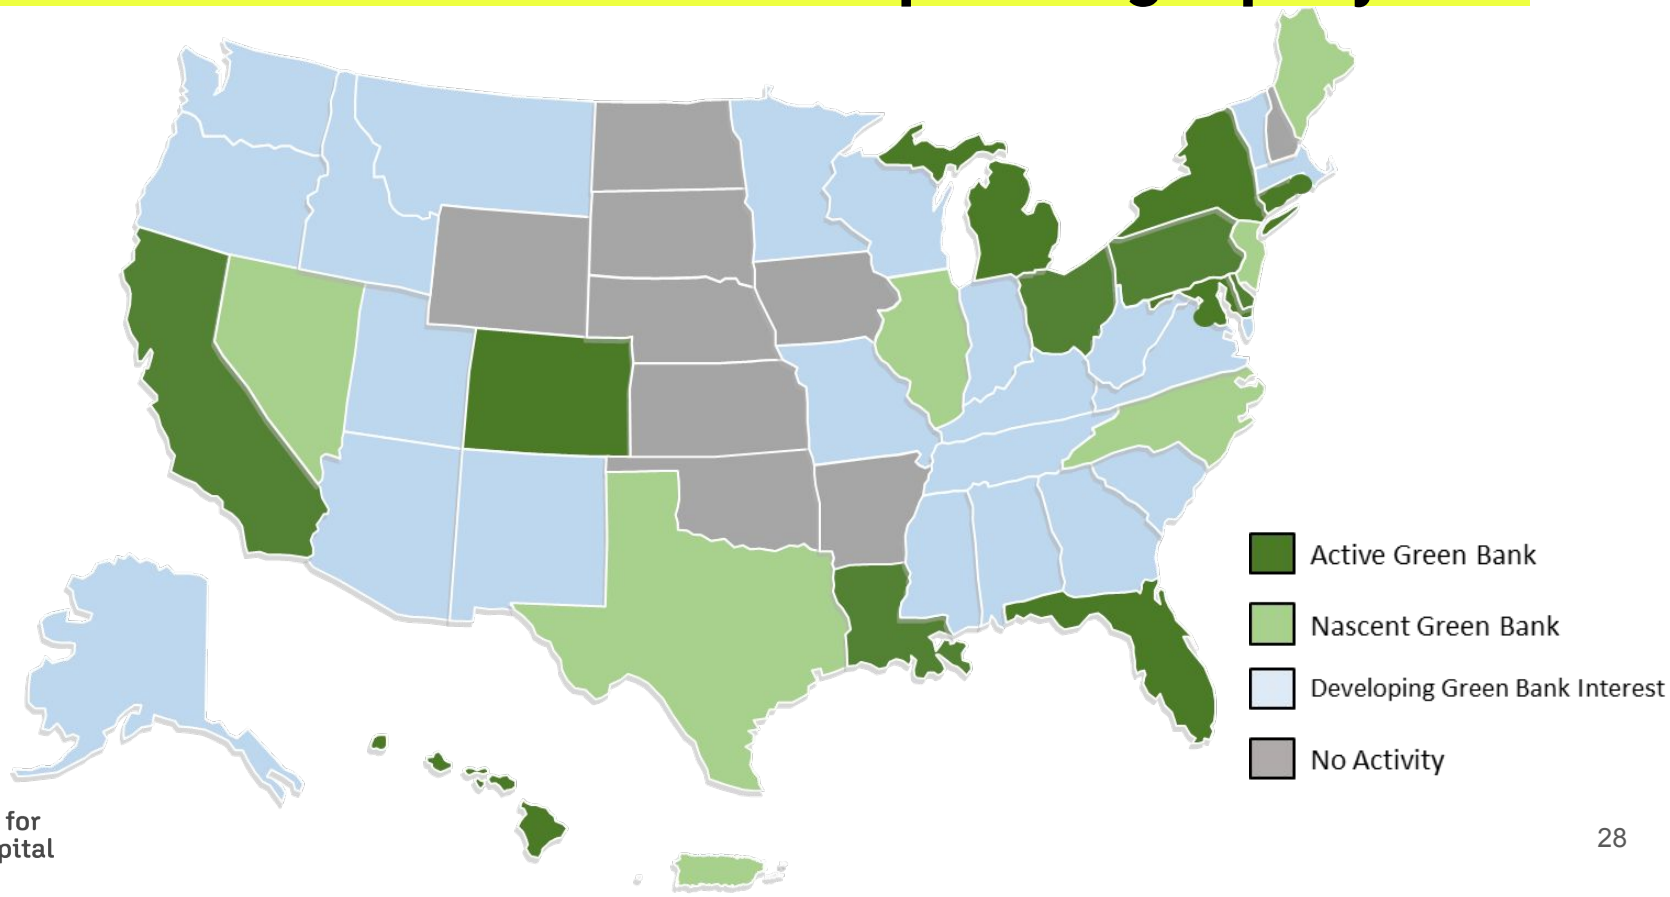 Active Green Bank
Nascent Green Bank
Developing Green Bank Interest
No Activity
for
pital
28